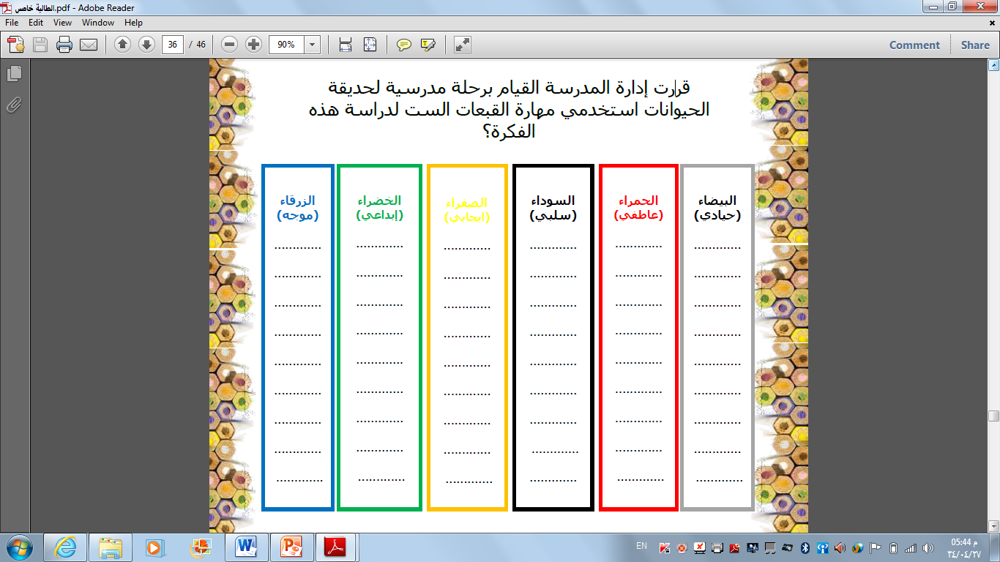 الطالبة خامس.pdf - Adobe Reader
File Edit View Window Help
36 / 46 90% Comment Share
قررت إدارة المدرسة القيام برحلة مدرسية لحديقة
الحيوانات استخدمي مهارة القبعات الست لدراسة هذه
الفكرة؟
البيضاء
(حيادي)
.............
.............
.............
.............
.............
.............
.............
.............
.............
الحمراء
(عاطفي)
.............
.............
.............
.............
.............
.............
.............
.............
.............
السوداء
(سلبي)
.............
.............
.............
.............
.............
.............
.............
.............
.............
الصفراء
(ايجابي)
.............
.............
.............
.............
.............
.............
.............
.............
.............
الخضراء
(إبداعي)
.............
.............
.............
.............
.............
.............
.............
.............
.............
الزرقاء
(موجه)
.............
.............
.............
.............
.............
.............
.............
.............
.............
EN
05:44 م
٣٤/٠٤/٢٧